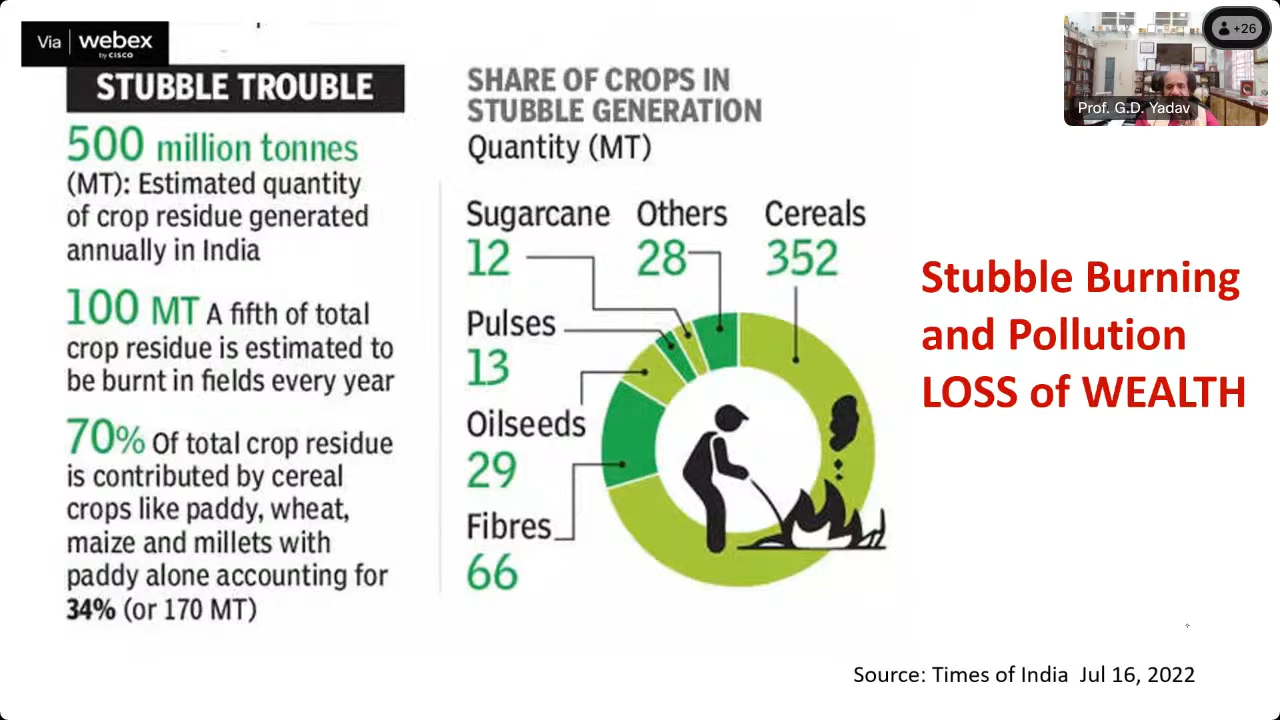 Via webex
by CISCO
+26
Prof. G.D. Yadav
STUBBLE TROUBLE
500 million tonnes
(MT): Estimated quantity
of crop residue generated
annually in India
100 MT A fifth of total
crop residue is estimated to
be burnt in fields every year
70% Of total crop residue
is contributed by cereal
crops like paddy, wheat,
maize and millets with
paddy alone accounting for
34% (or 170 MT)
SHARE OF CROPS IN
STUBBLE GENERATION
Quantity (MT)
Sugarcane
12
Others
28
Cereals
352
Pulses
13
Oilseeds
29
Fibres
66
Stubble Burning
and Pollution
LOSS of WEALTH
Source: Times of India Jul 16, 2022